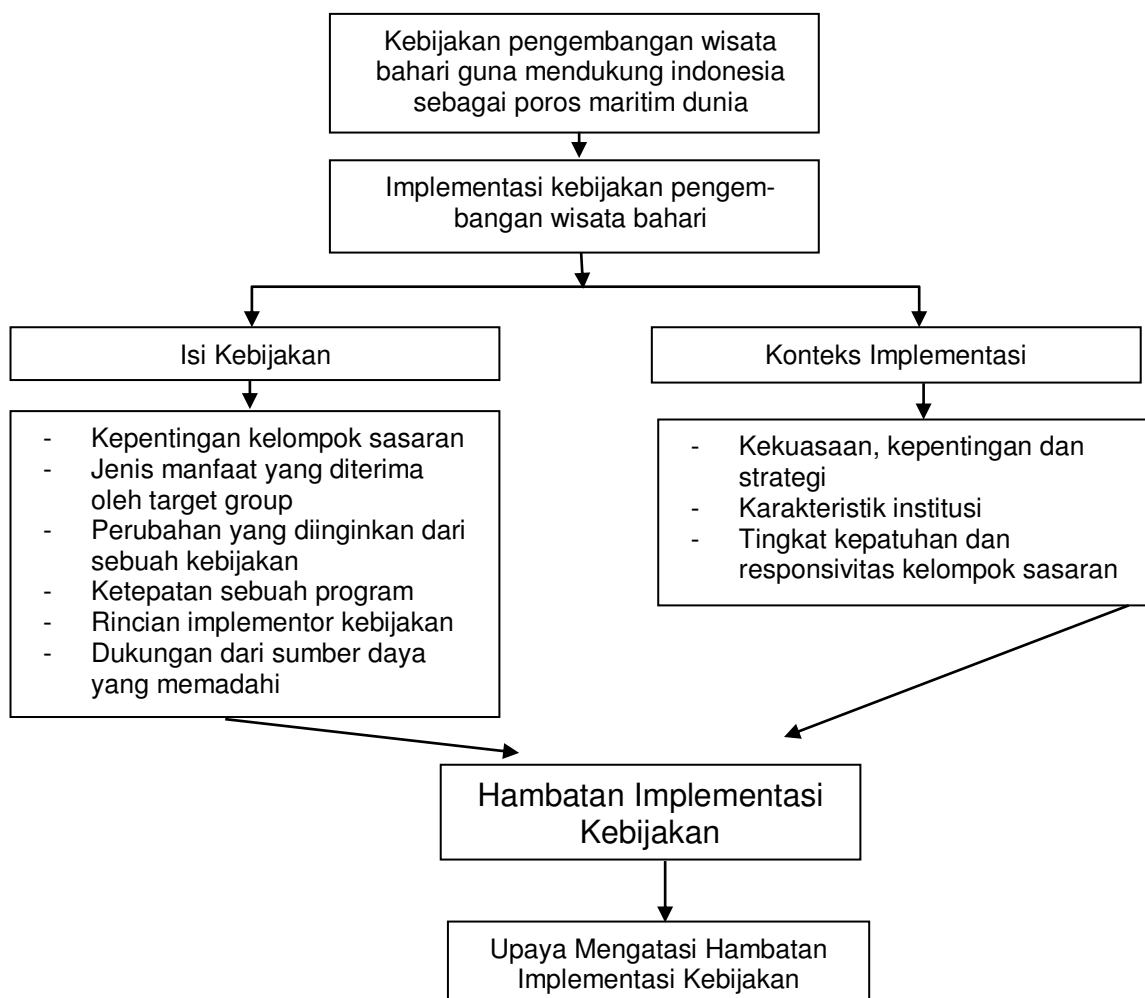 Kebijakan pengembangan wisata
bahari guna mendukung indonesia
sebagai poros maritim dunia
Implementasi kebijakan pengem-
bangan wisata bahari
Isi Kebijakan
- Kepentingan kelompok sasaran
- Jenis manfaat yang diterima
oleh target group
- Perubahan yang diinginkan dari
sebuah kebijakan
- Ketepatan sebuah program
- Rincian implementor kebijakan
- Dukungan dari sumber daya
yang memadahi
Konteks Implementasi
- Kekuasaan, kepentingan dan
strategi
- Karakteristik institusi
- Tingkat kepatuhan dan
responsivitas kelompok sasaran
Hambatan Implementasi
Kebijakan
Upaya Mengatasi Hambatan
Implementasi Kebijakan